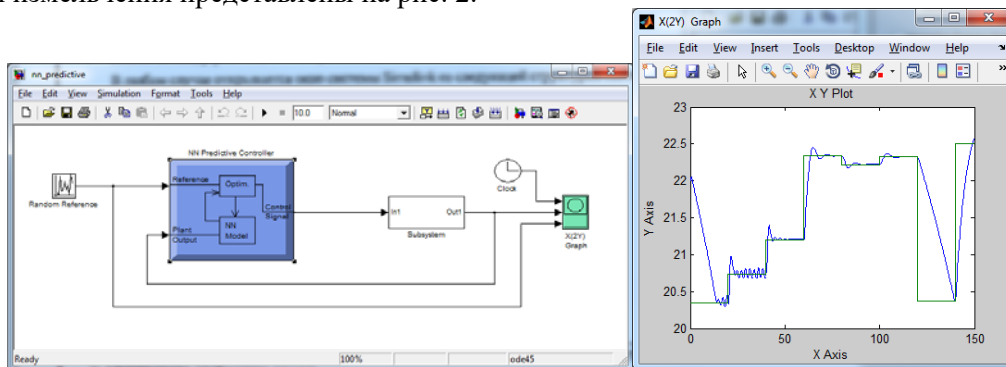 измельчения представлены на рис. 2.
nn_predictive
File Edit View Simulation Format Tools Help
10.0 Normal
NN Predictive Controller
Reference
Optim.
Control
Signal
Plant
Output
NN
Model
Random Reference
In1
Out1
Subsystem
Clock
X(2Y)
Graph
Ready 100% ode45
X(2Y) Graph
File Edit View Insert Tools Desktop Window Help
X Y Plot
Y Axis
23
22.5
22
21.5
21
20.5
20
0 50 100 150
X Axis